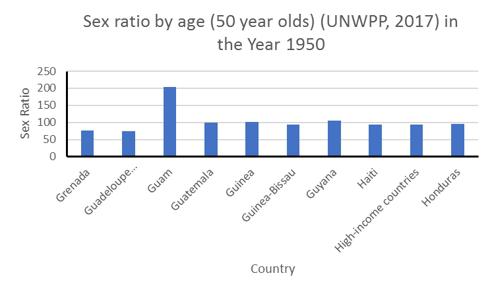 Sex ratio by age (50 year olds) (UNWPP, 2017) in
the Year 1950
250
200
150
100
50
0
Sex Ratio
Grenada
Guadeloupe...
Guam
Guatemala
Guinea
Guinea-Bissau
Guyana
Haiti
High-income countries
Honduras
Country